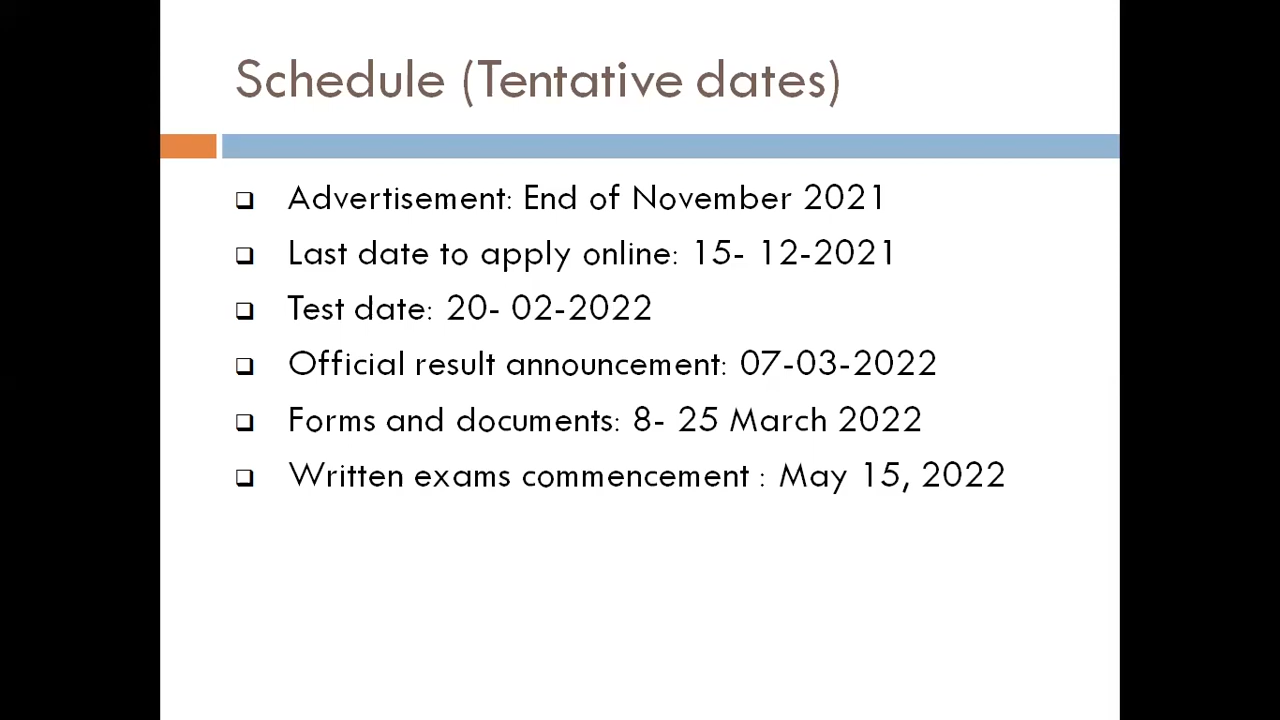 Schedule (Tentative dates)
Advertisement: End of November 2021
Last date to apply online: 15- 12-2021
Test date: 20- 02-2022
Official result announcement: 07-03-2022
Forms and documents: 8- 25 March 2022
Written exams commencement : May 15, 2022